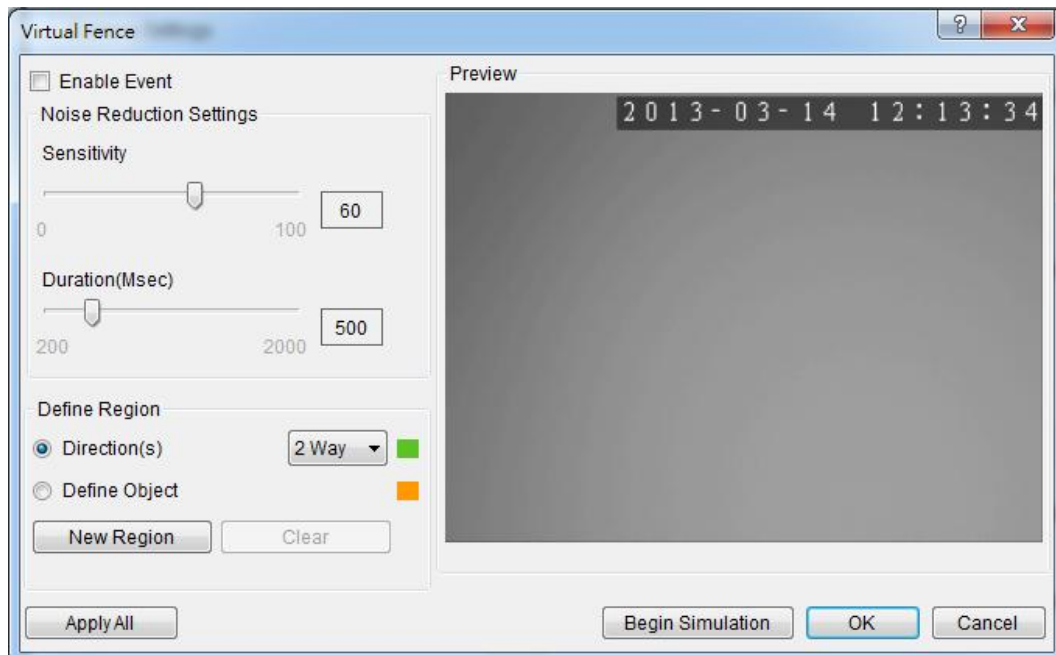 Virtual Fence
Enable Event
Noise Reduction Settings
Sensitivity
60
0 100
Duration(Msec)
500
200 2000
Define Region
Direction(s) 2 Way
Define Object
New Region Clear
Apply All
Preview
2013-03-14 12:13:34
Begin Simulation OK Cancel